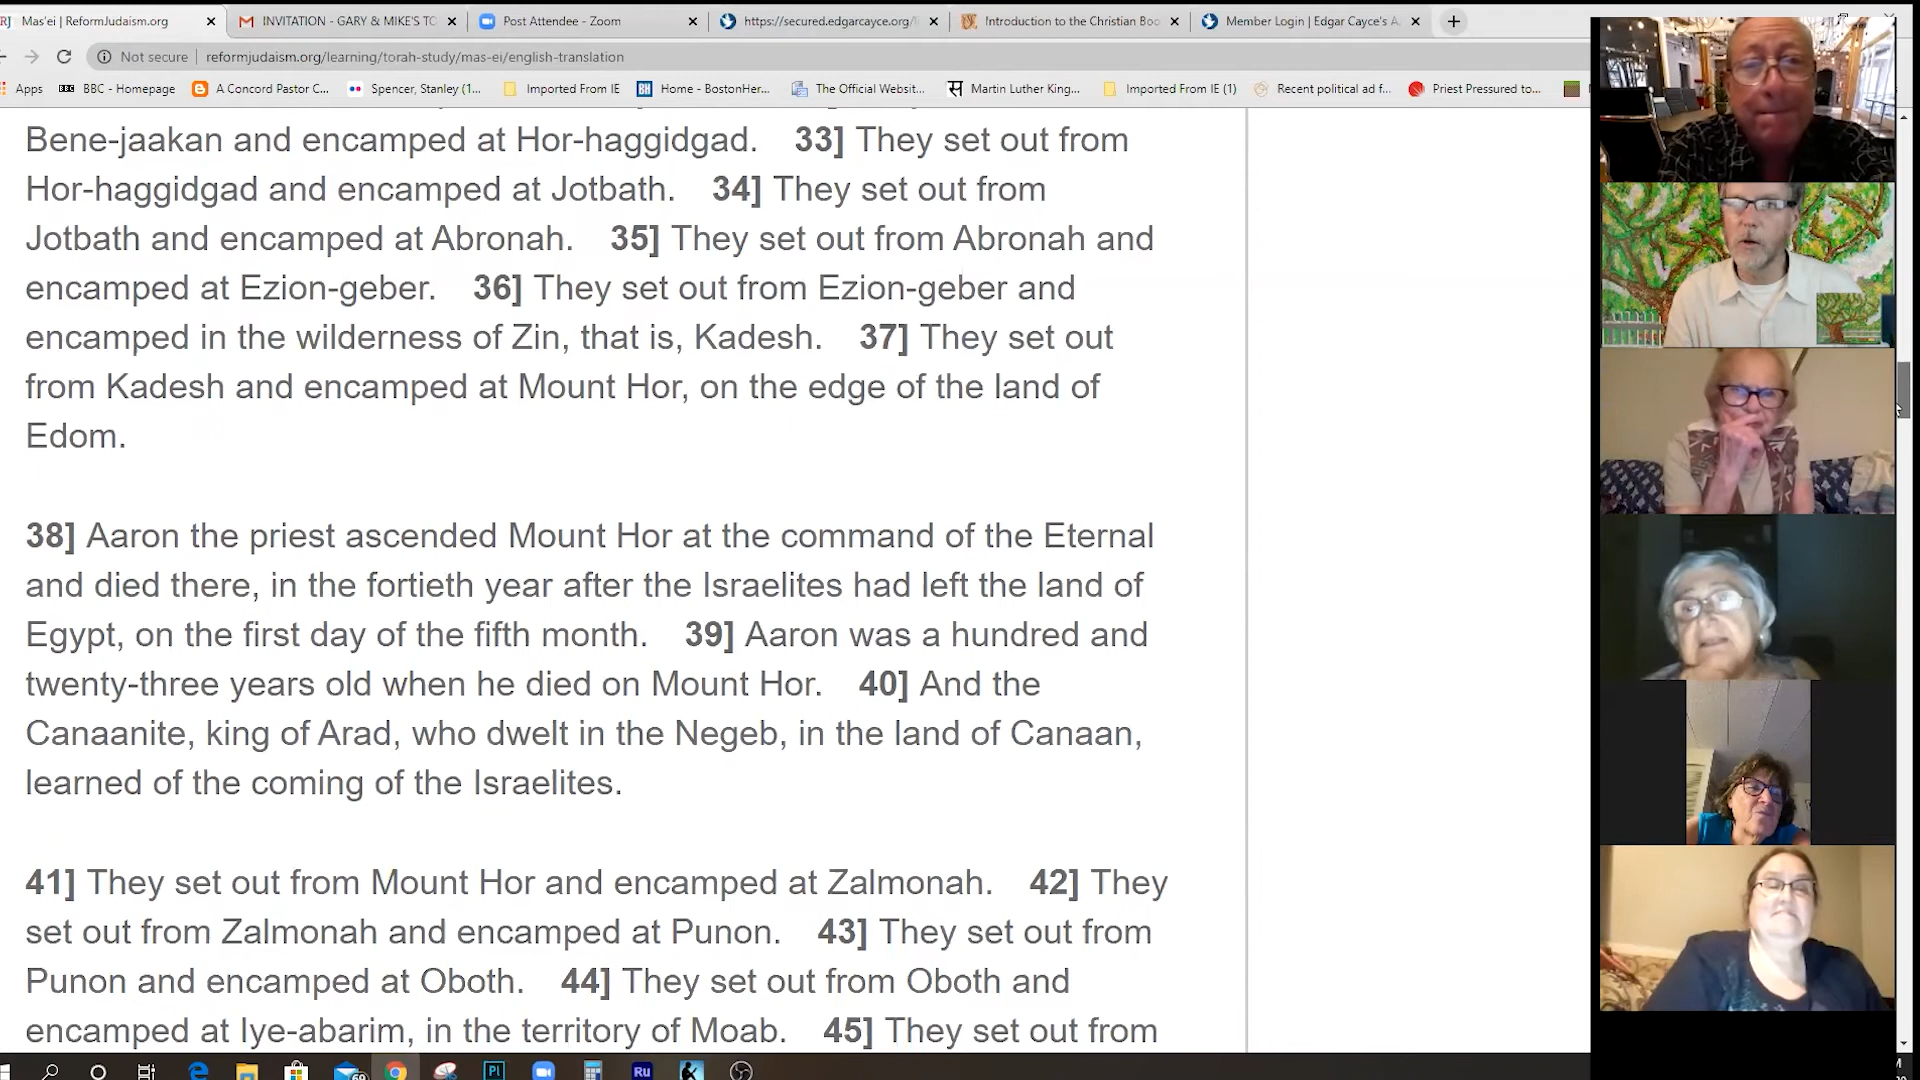 RJ Mas'ei | ReformJudaism.org
INVITATION - GARY & MIKE'S TO
Post Attendee - Zoom
https://secured.edgarcayce.org/
Introduction to the Christian Boo
Member Login | Edgar Cayce's A
Not secure | reformjudaism.org/learning/torah-study/mas-ei/english-translation
Apps
BBC BBC - Homepage
A Concord Pastor C...
Spencer, Stanley (1...
Imported From IE
BH Home - BostonHer...
The Official Websit...
Martin Luther King...
Imported From IE (1)
Recent political ad f...
Priest Pressured to...
Bene-jaakan and encamped at Hor-haggidgad. 33] They set out from
Hor-haggidgad and encamped at Jotbath. 34] They set out from
Jotbath and encamped at Abronah. 35] They set out from Abronah and
encamped at Ezion-geber. 36] They set out from Ezion-geber and
encamped in the wilderness of Zin, that is, Kadesh. 37] They set out
from Kadesh and encamped at Mount Hor, on the edge of the land of
Edom.
38] Aaron the priest ascended Mount Hor at the command of the Eternal
and died there, in the fortieth year after the Israelites had left the land of
Egypt, on the first day of the fifth month. 39] Aaron was a hundred and
twenty-three years old when he died on Mount Hor. 40] And the
Canaanite, king of Arad, who dwelt in the Negeb, in the land of Canaan,
learned of the coming of the Israelites.
41] They set out from Mount Hor and encamped at Zalmonah. 42] They
set out from Zalmonah and encamped at Punon. 43] They set out from
Punon and encamped at Oboth. 44] They set out from Oboth and
encamped at Iye-abarim, in the territory of Moab. 45] They set out from
Pl
Ru